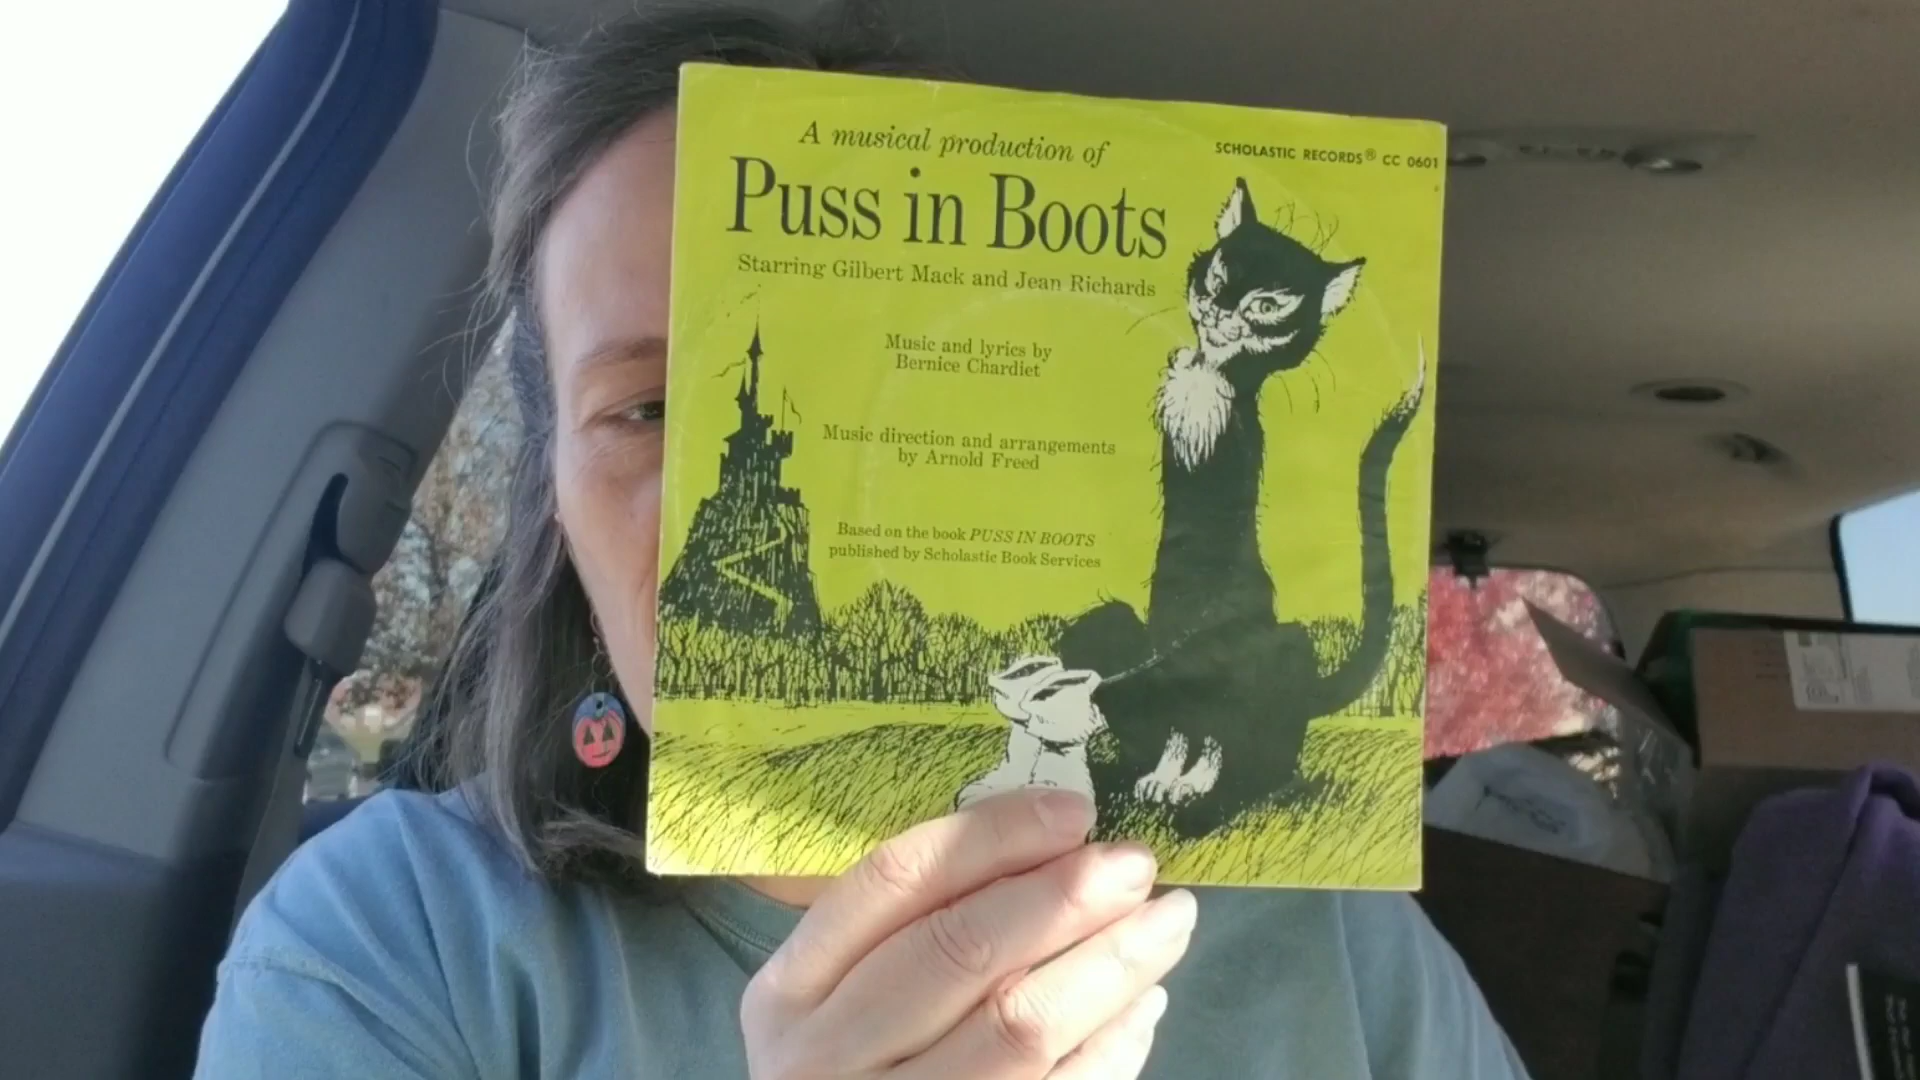 A musical production of
SCHOLASTIC RECORDS® CC 0601
Puss in Boots
Starring Gilbert Mack and Jean Richards
Music and lyrics by
Bernice Chardiet
Music direction and arrangements
by Arnold Freed
Based on the book PUSS IN BOOTS
published by Scholastic Book Services